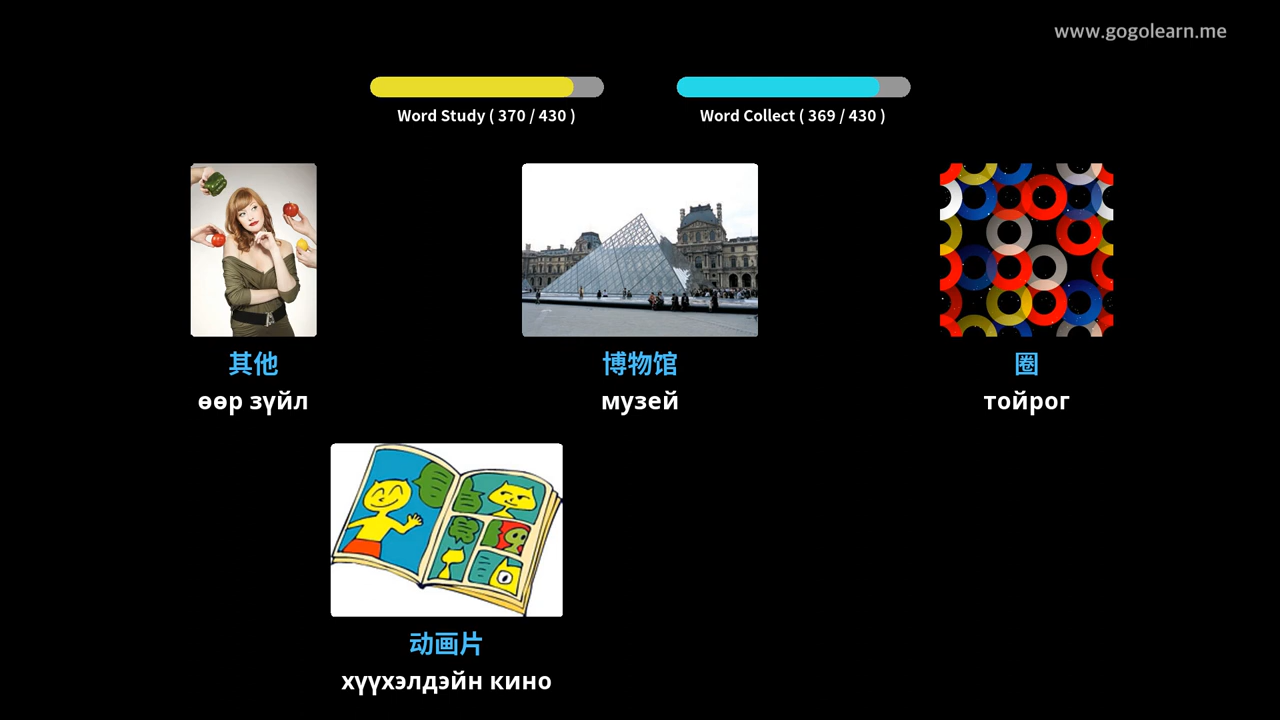 www.gogolearn.me
Word Study ( 370 / 430 )
Word Collect ( 369 / 430 )
其他
өөр зүйл
博物馆
музей
圈
тойрог
动画片
хүүхэлдэйн кино